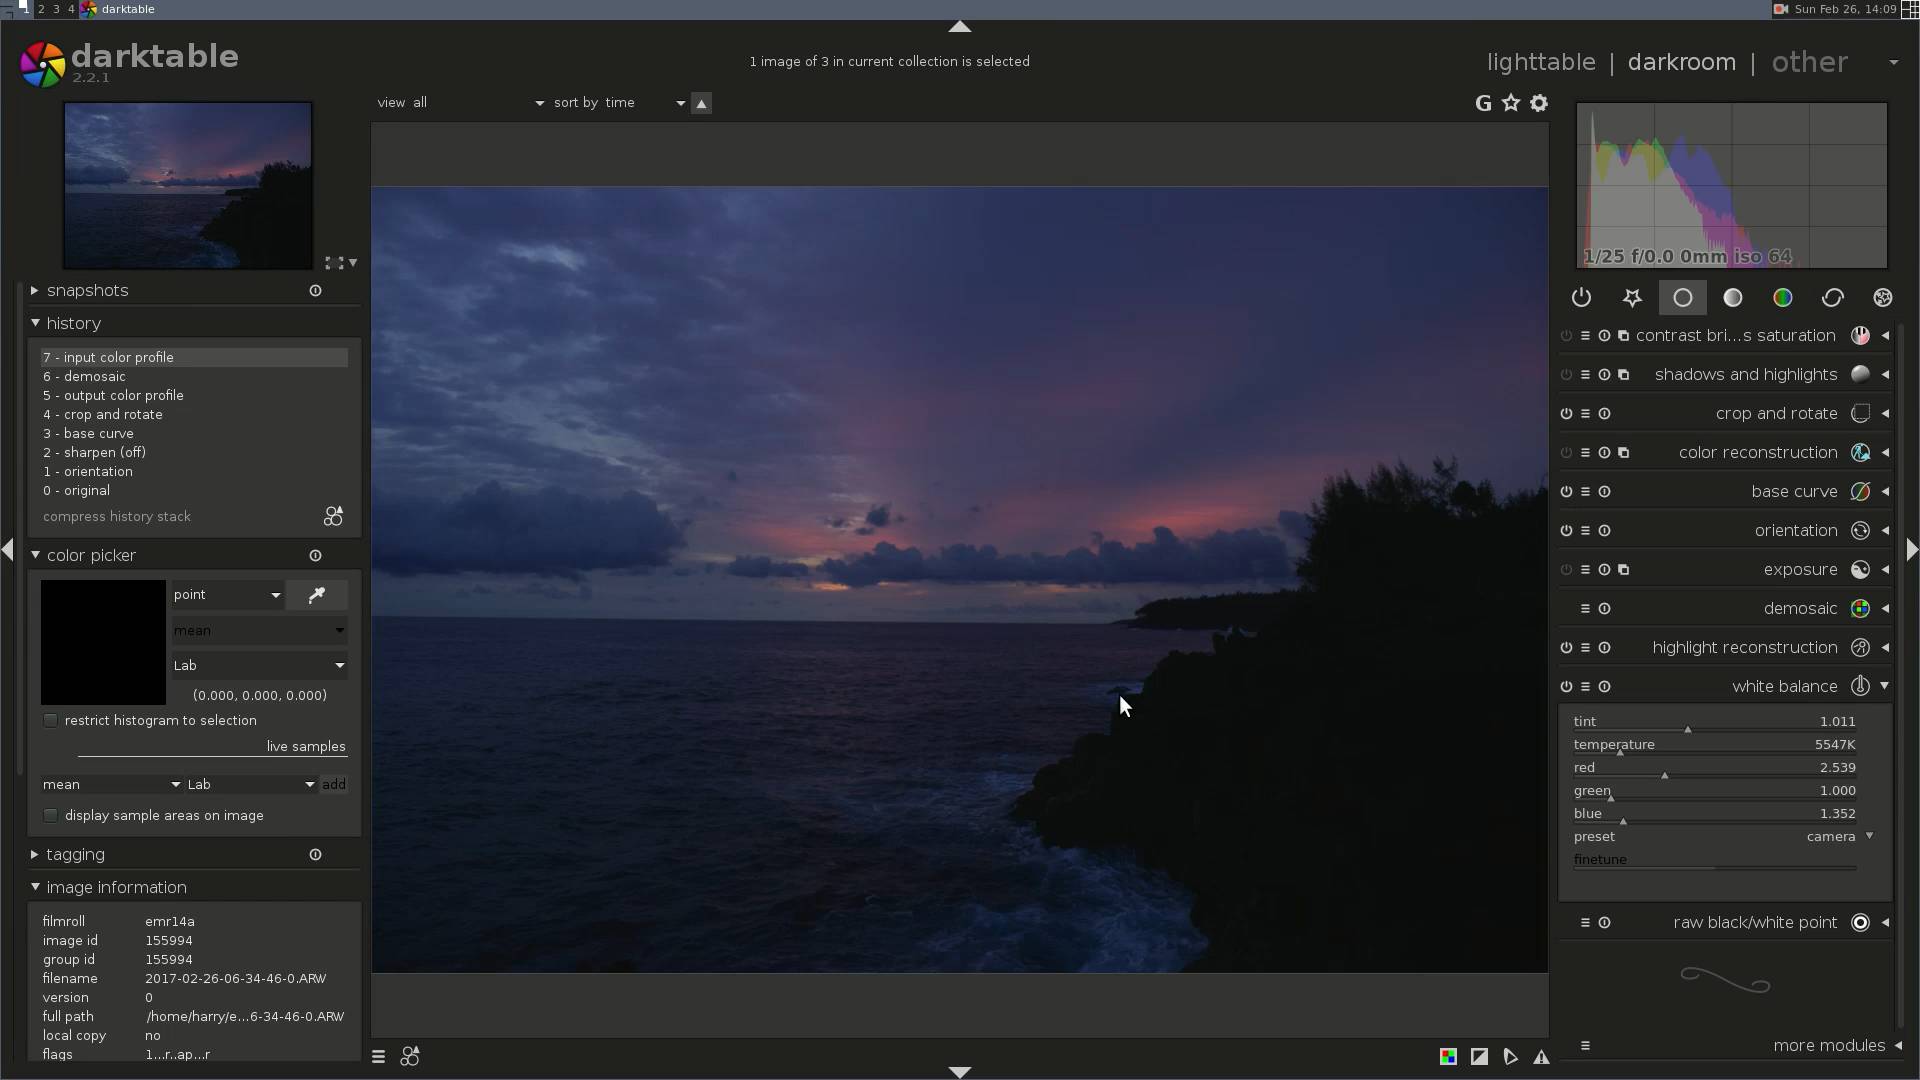 1 2 3 4 darktable
Sun Feb 26, 14:09
darktable
2.2.1
1 image of 3 in current collection is selected
lighttable | darkroom | other
view all
sort by time
G
1/25 f/0.0 0mm iso 64
snapshots
history
7 - input color profile
6 - demosaic
5 - output color profile
4 - crop and rotate
3 - base curve
2 - sharpen (off)
1 - orientation
0 - original
compress history stack
color picker
point
mean
Lab
(0.000, 0.000, 0.000)
restrict histogram to selection
live samples
mean Lab add
display sample areas on image
tagging
image information
filmroll emr14a
image id 155994
group id 155994
filename 2017-02-26-06-34-46-0.ARW
version 0
full path /home/harry/e...6-34-46-0.ARW
local copy no
flags 1...r..ap...r
contrast bri...s saturation
shadows and highlights
crop and rotate
color reconstruction
base curve
orientation
exposure
demosaic
highlight reconstruction
white balance
tint 1.011
temperature 5547K
red 2.539
green 1.000
blue 1.352
preset camera
finetune
raw black/white point
more modules